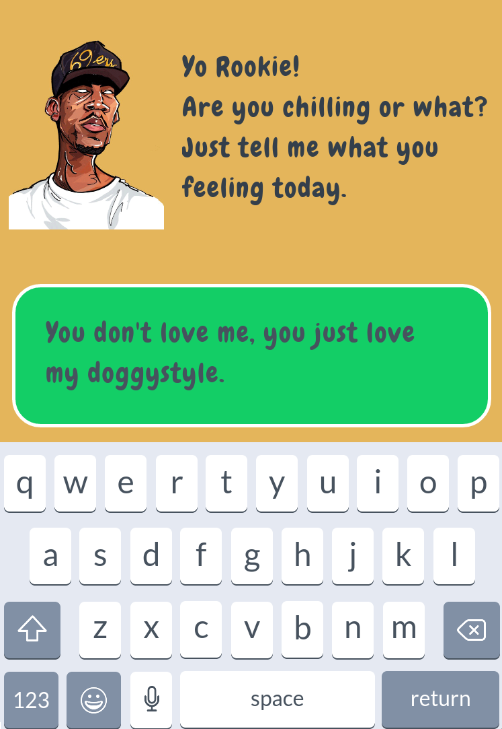 69ers
Yo Rookie!
Are you chilling or what?
Just tell me what you
feeling today.
You don't love me, you just love
my doggystyle.
q w e r t y u i o p
a s d f g h j k l
z x c v b n m
123 space return